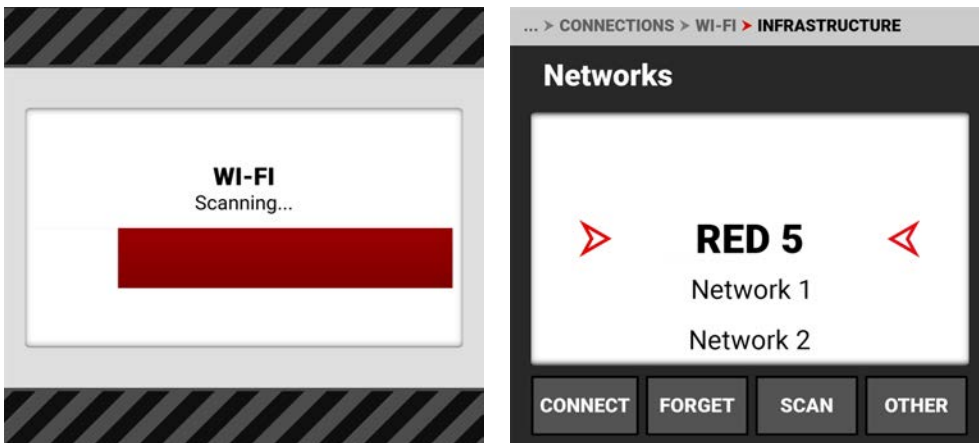 WI-FI
Scanning...
... > CONNECTIONS > WI-FI > INFRASTRUCTURE
Networks
RED 5
Network 1
Network 2
CONNECT FORGET SCAN OTHER